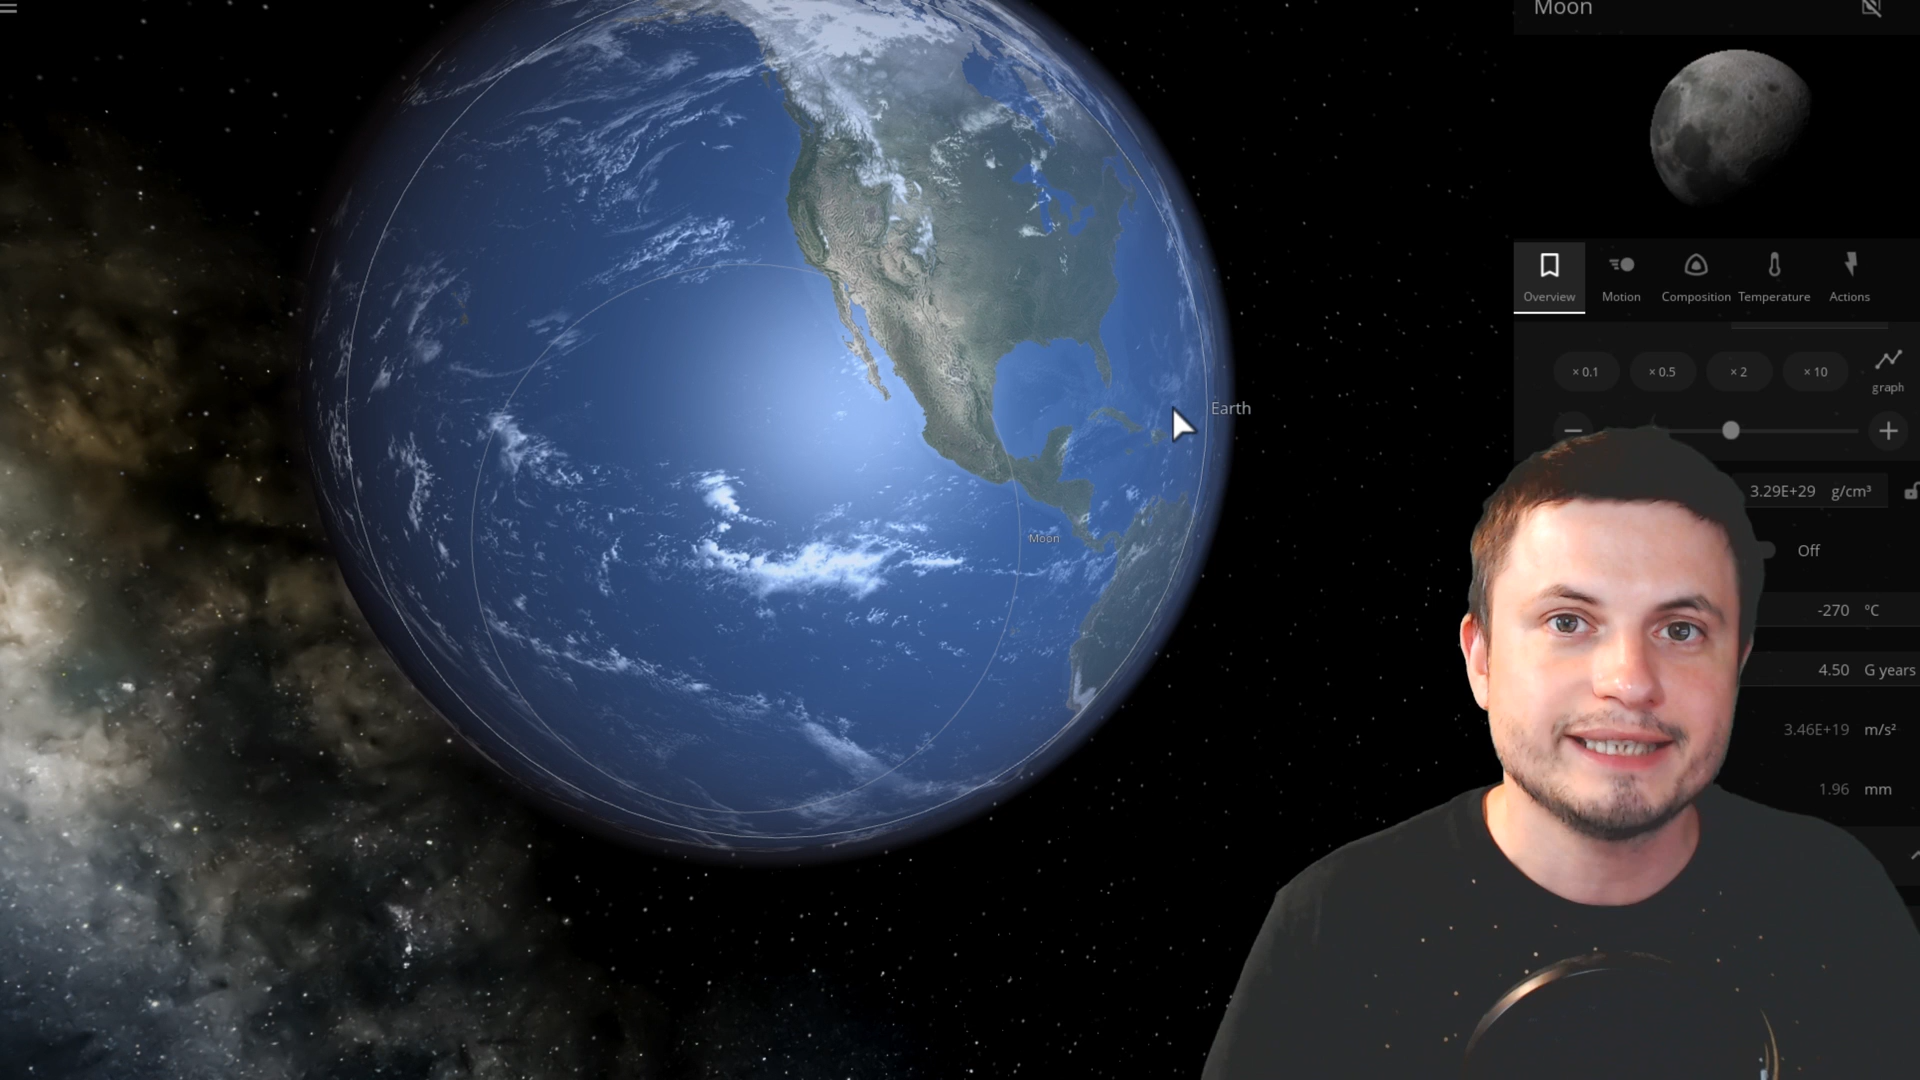 Moon
Overview
Motion
Composition
Temperature
Actions
× 0.1
× 0.5
× 2
× 10
graph
Earth
3.29E+29 g/cm³
Moon
Off
-270 °C
4.50 G years
3.46E+19 m/s²
1.96 mm